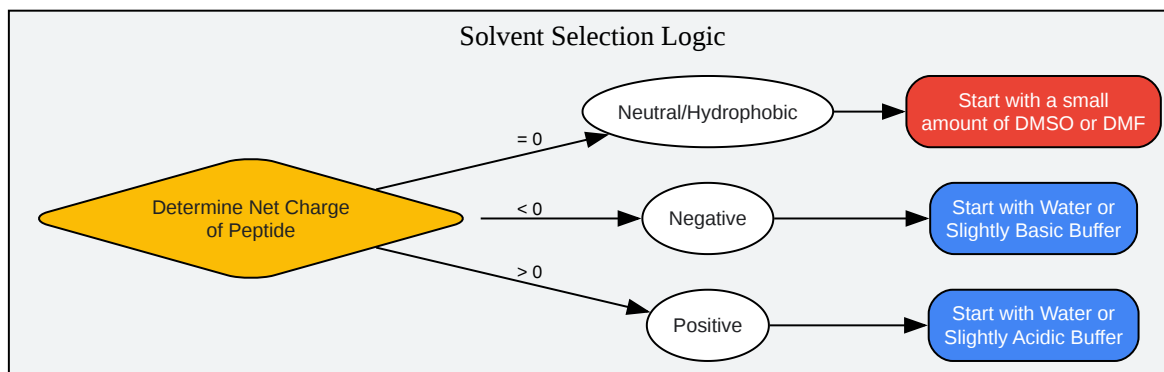 Solvent Selection Logic
Determine Net Charge
of Peptide
= 0
Neutral/Hydrophobic
Start with a small
amount of DMSO or DMF
< 0
Negative
Start with Water or
Slightly Basic Buffer
> 0
Positive
Start with Water or
Slightly Acidic Buffer